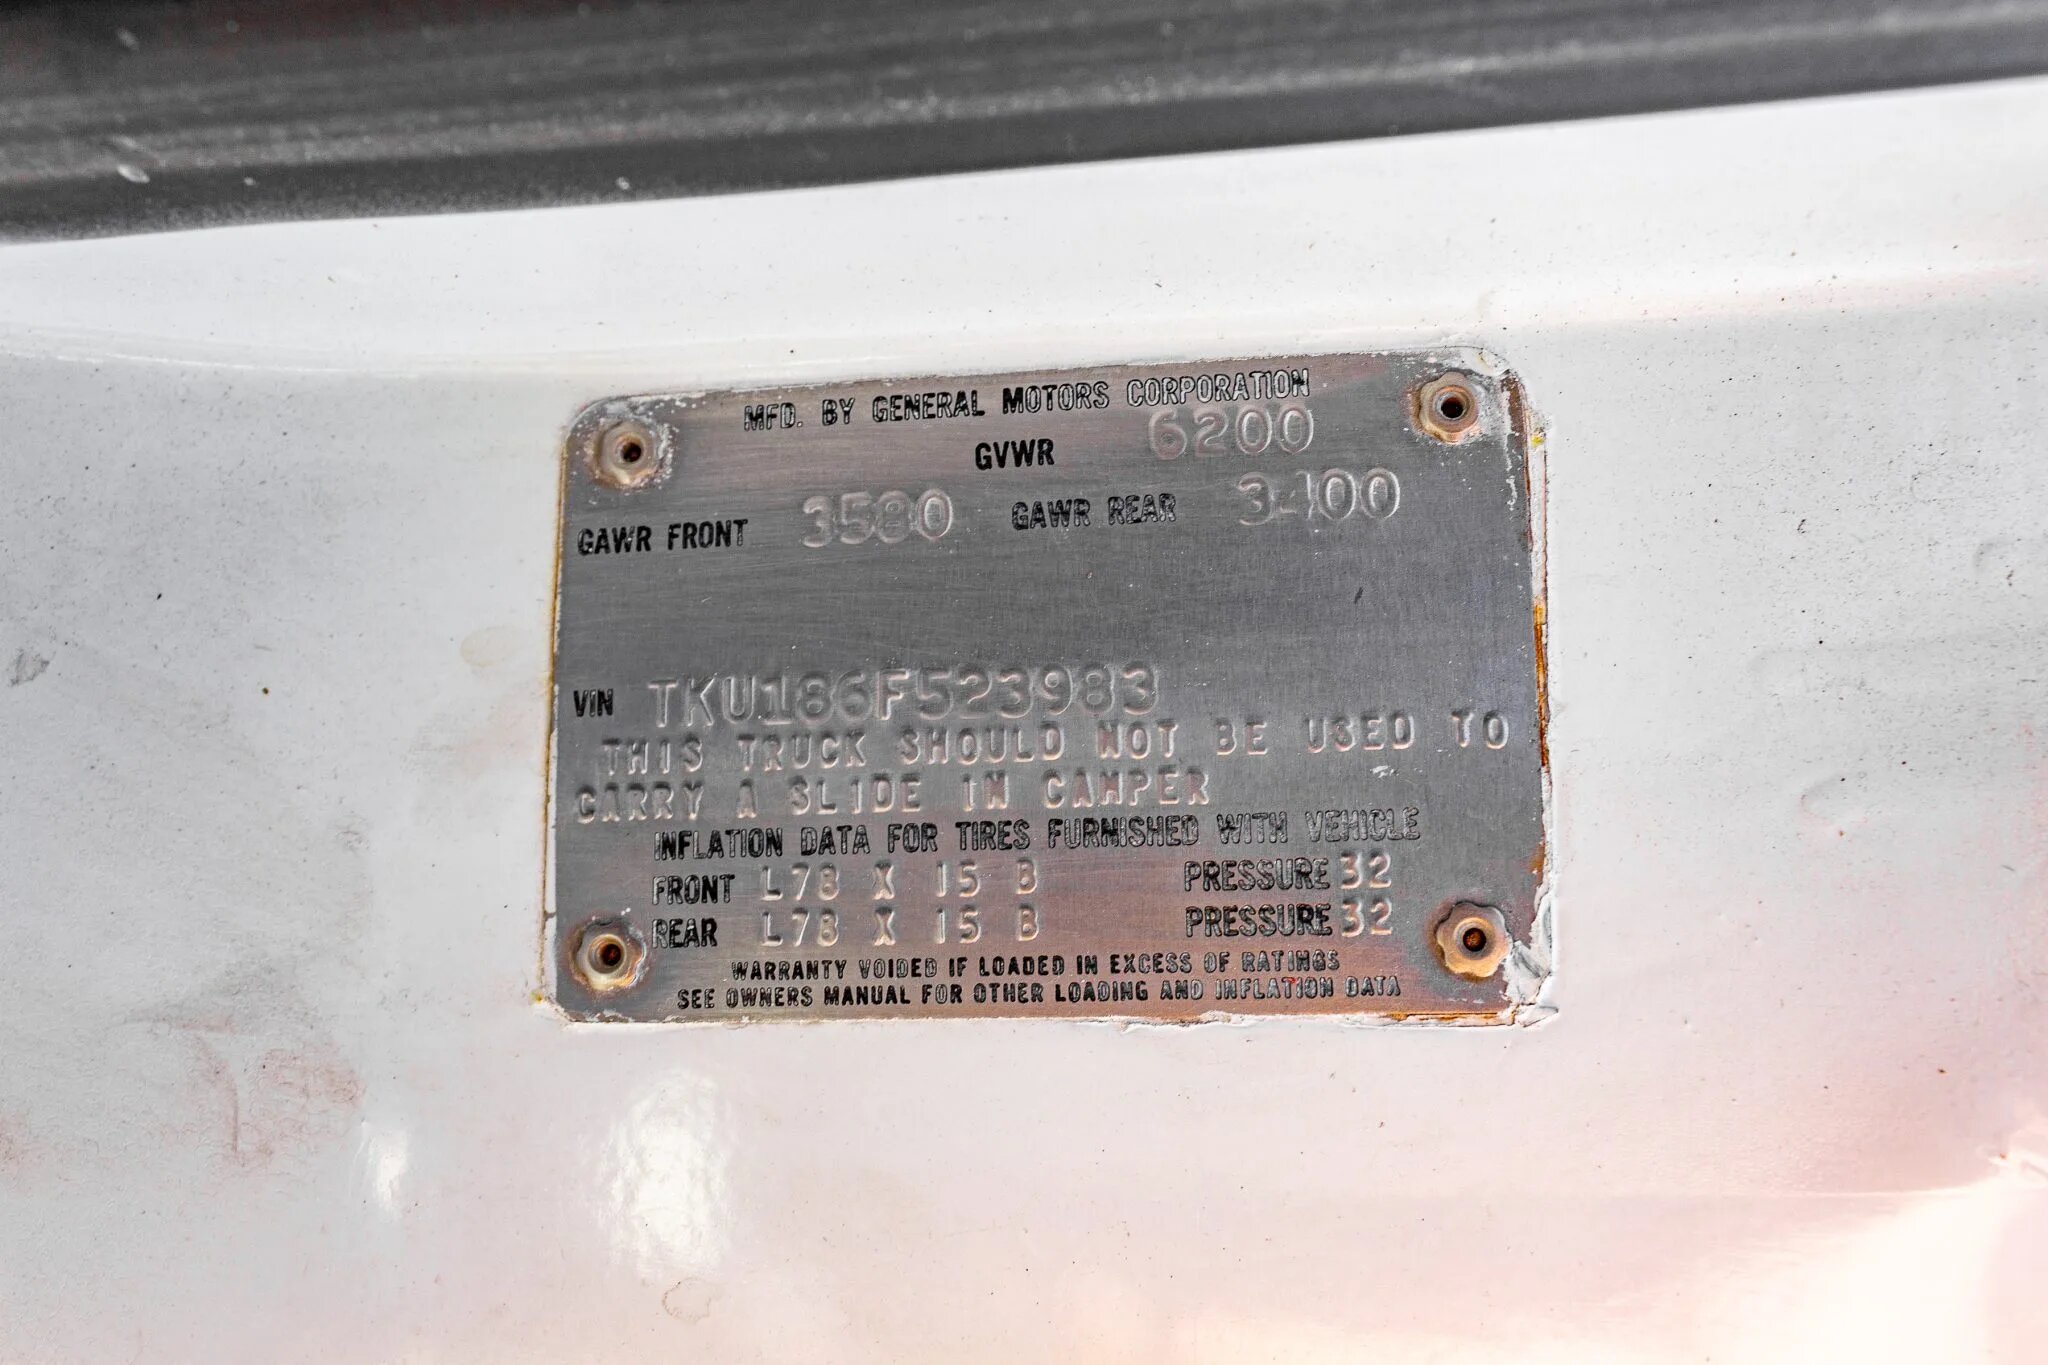 MFD. BY GENERAL MOTORS CORPORATION
GVWR 6200
GAWR FRONT 3580 GAWR REAR 3400
VIN TKU186F523983
THIS TRUCK SHOULD NOT BE USED TO
CARRY A SLIDE IN CAMPER
INFLATION DATA FOR TIRES FURNISHED WITH VEHICLE
FRONT L78 X 15 B PRESSURE 32
REAR L78 X 15 B PRESSURE 32
WARRANTY VOIDED IF LOADED IN EXCESS OF RATINGS
SEE OWNERS MANUAL FOR OTHER LOADING AND INFLATION DATA